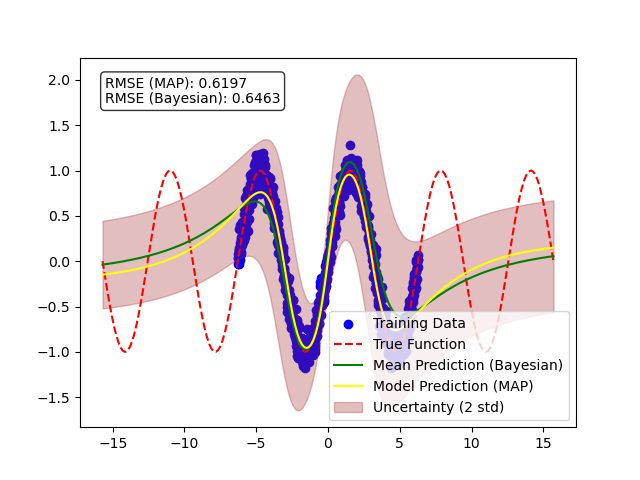 RMSE (MAP): 0.6197
RMSE (Bayesian): 0.6463
2.0
1.5
1.0
0.5
0.0
−0.5
−1.0
−1.5
Training Data
True Function
Mean Prediction (Bayesian)
Model Prediction (MAP)
Uncertainty (2 std)
−15 −10 −5 0 5 10 15